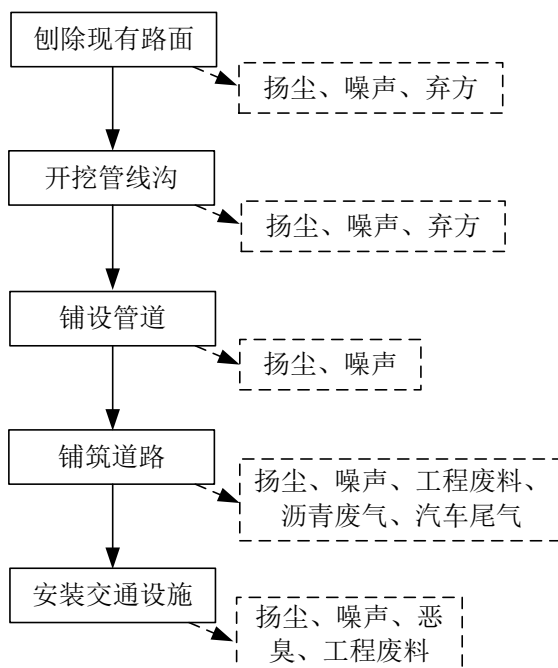 刨除现有路面
扬尘、噪声、弃方
开挖管线沟
扬尘、噪声、弃方
铺设管道
扬尘、噪声
铺筑道路
扬尘、噪声、工程废料、
沥青废气、汽车尾气
安装交通设施
扬尘、噪声、恶
臭、工程废料